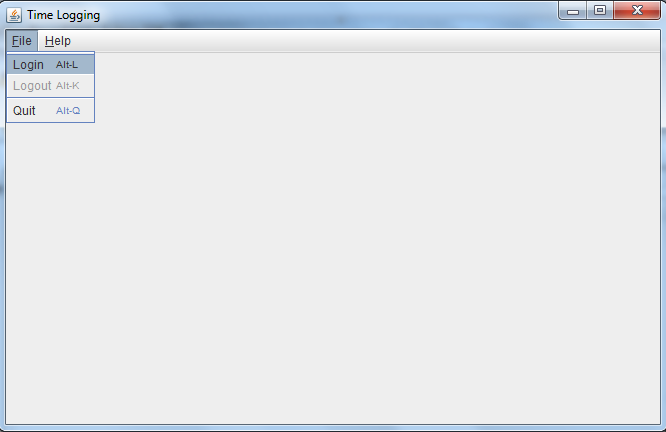 Time Logging
File Help
Login Alt-L
Logout Alt-K
Quit Alt-Q